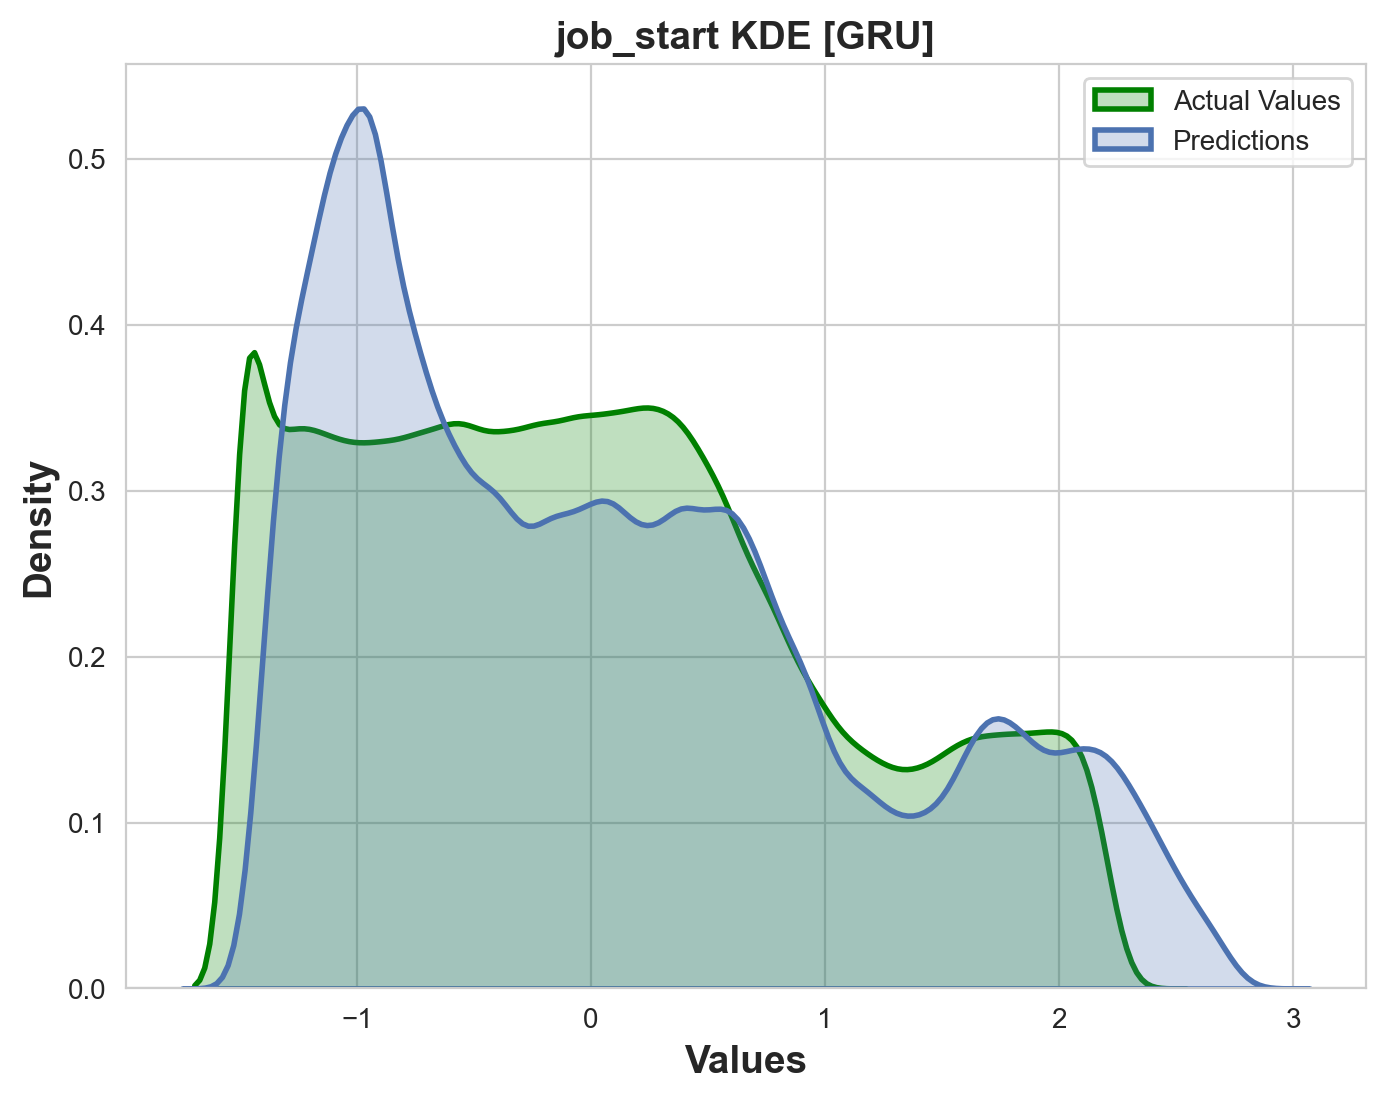 job_start KDE [GRU]
Actual Values
Predictions
0.5
0.4
0.3
0.2
0.1
0.0
Density
−1
0
1
2
3
Values